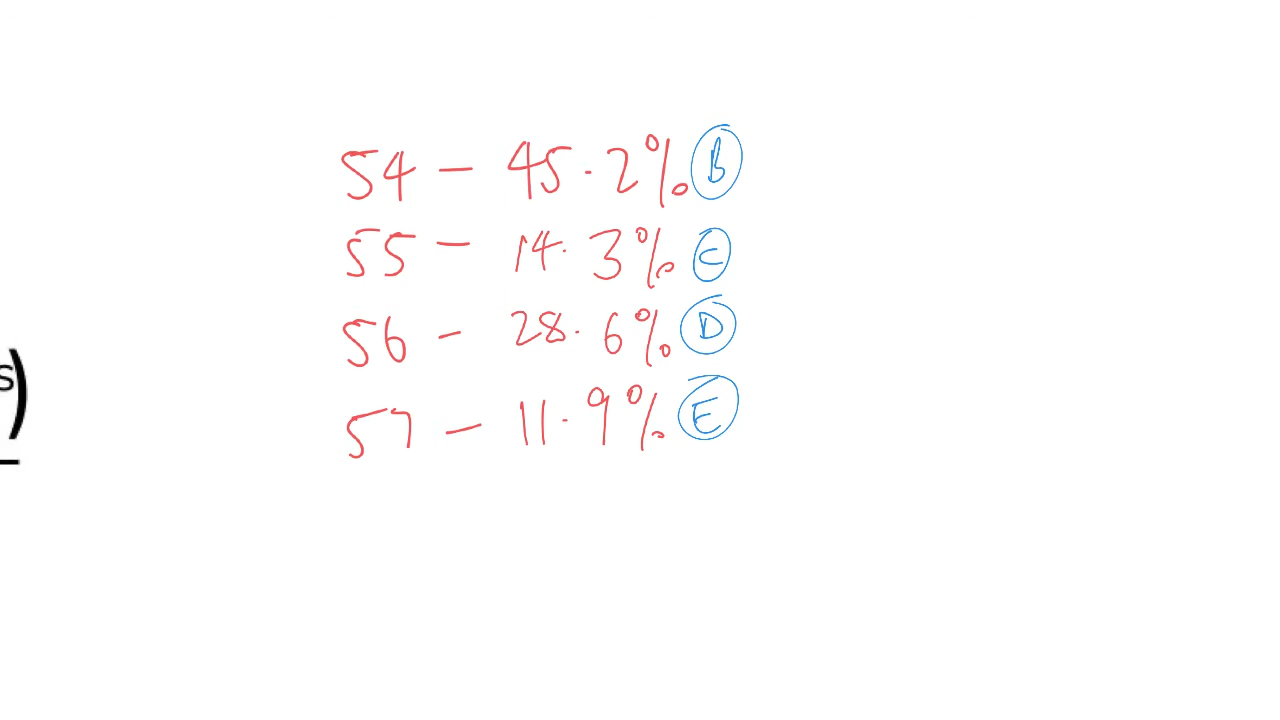 54 - 45.2% B
55 - 14.3% C
56 - 28.6% D
s)
57 - 11.9% E